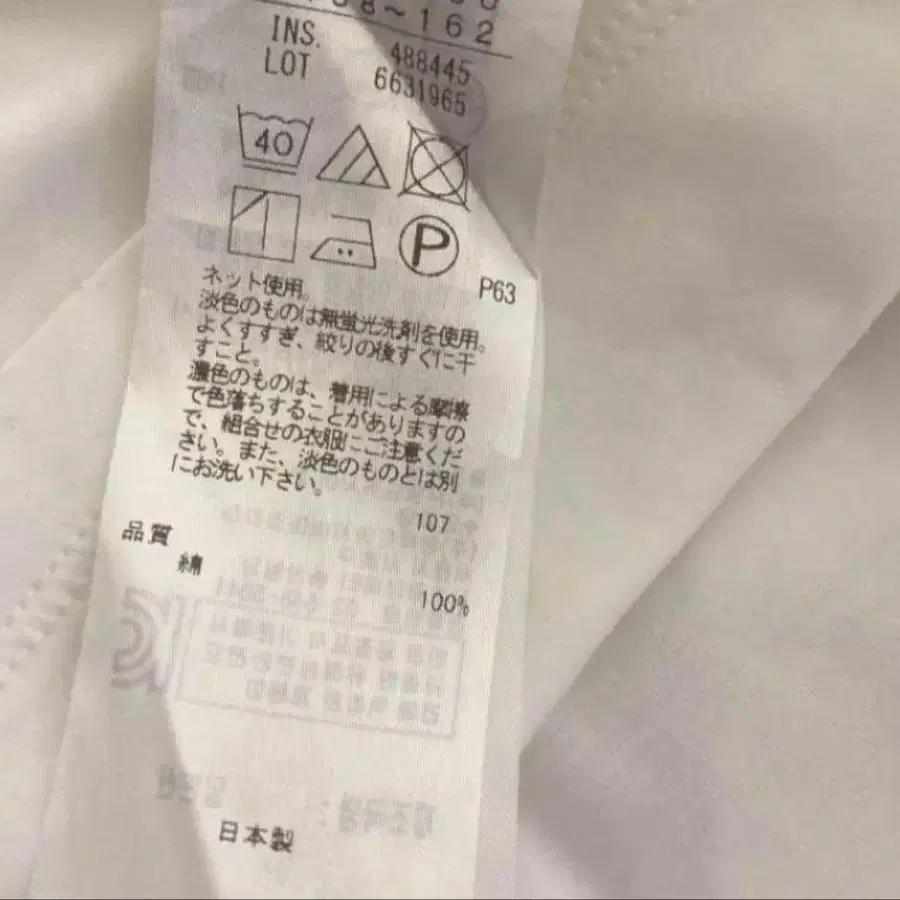 8~162
INS. 488445
LOT 6631965
40
P
P63
ネット使用。
淡色のものは無蛍光洗剤を使用。
よくすすぎ、絞りの後すぐに干
すこと。
濃色のものは、着用による摩擦
で色落ちすることがありますの
で、組合せの衣服にご注意くだ
さい。また、淡色のものとは別
にお洗い下さい。
107
品質
綿
100%
日本製